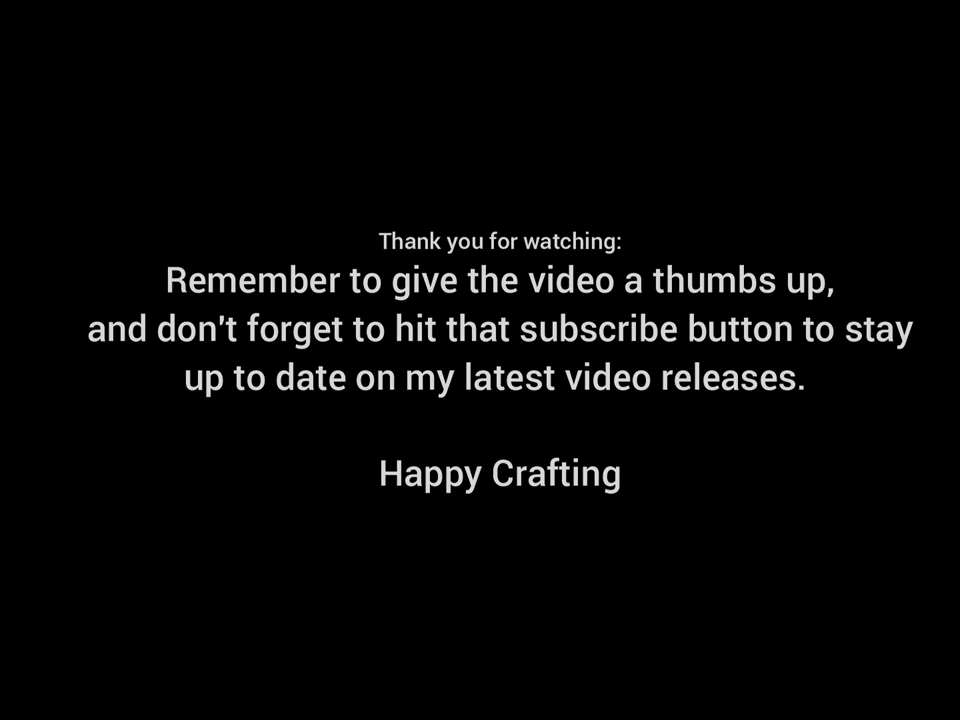 Thank you for watching:
Remember to give the video a thumbs up,
and don't forget to hit that subscribe button to stay
up to date on my latest video releases.
Happy Crafting